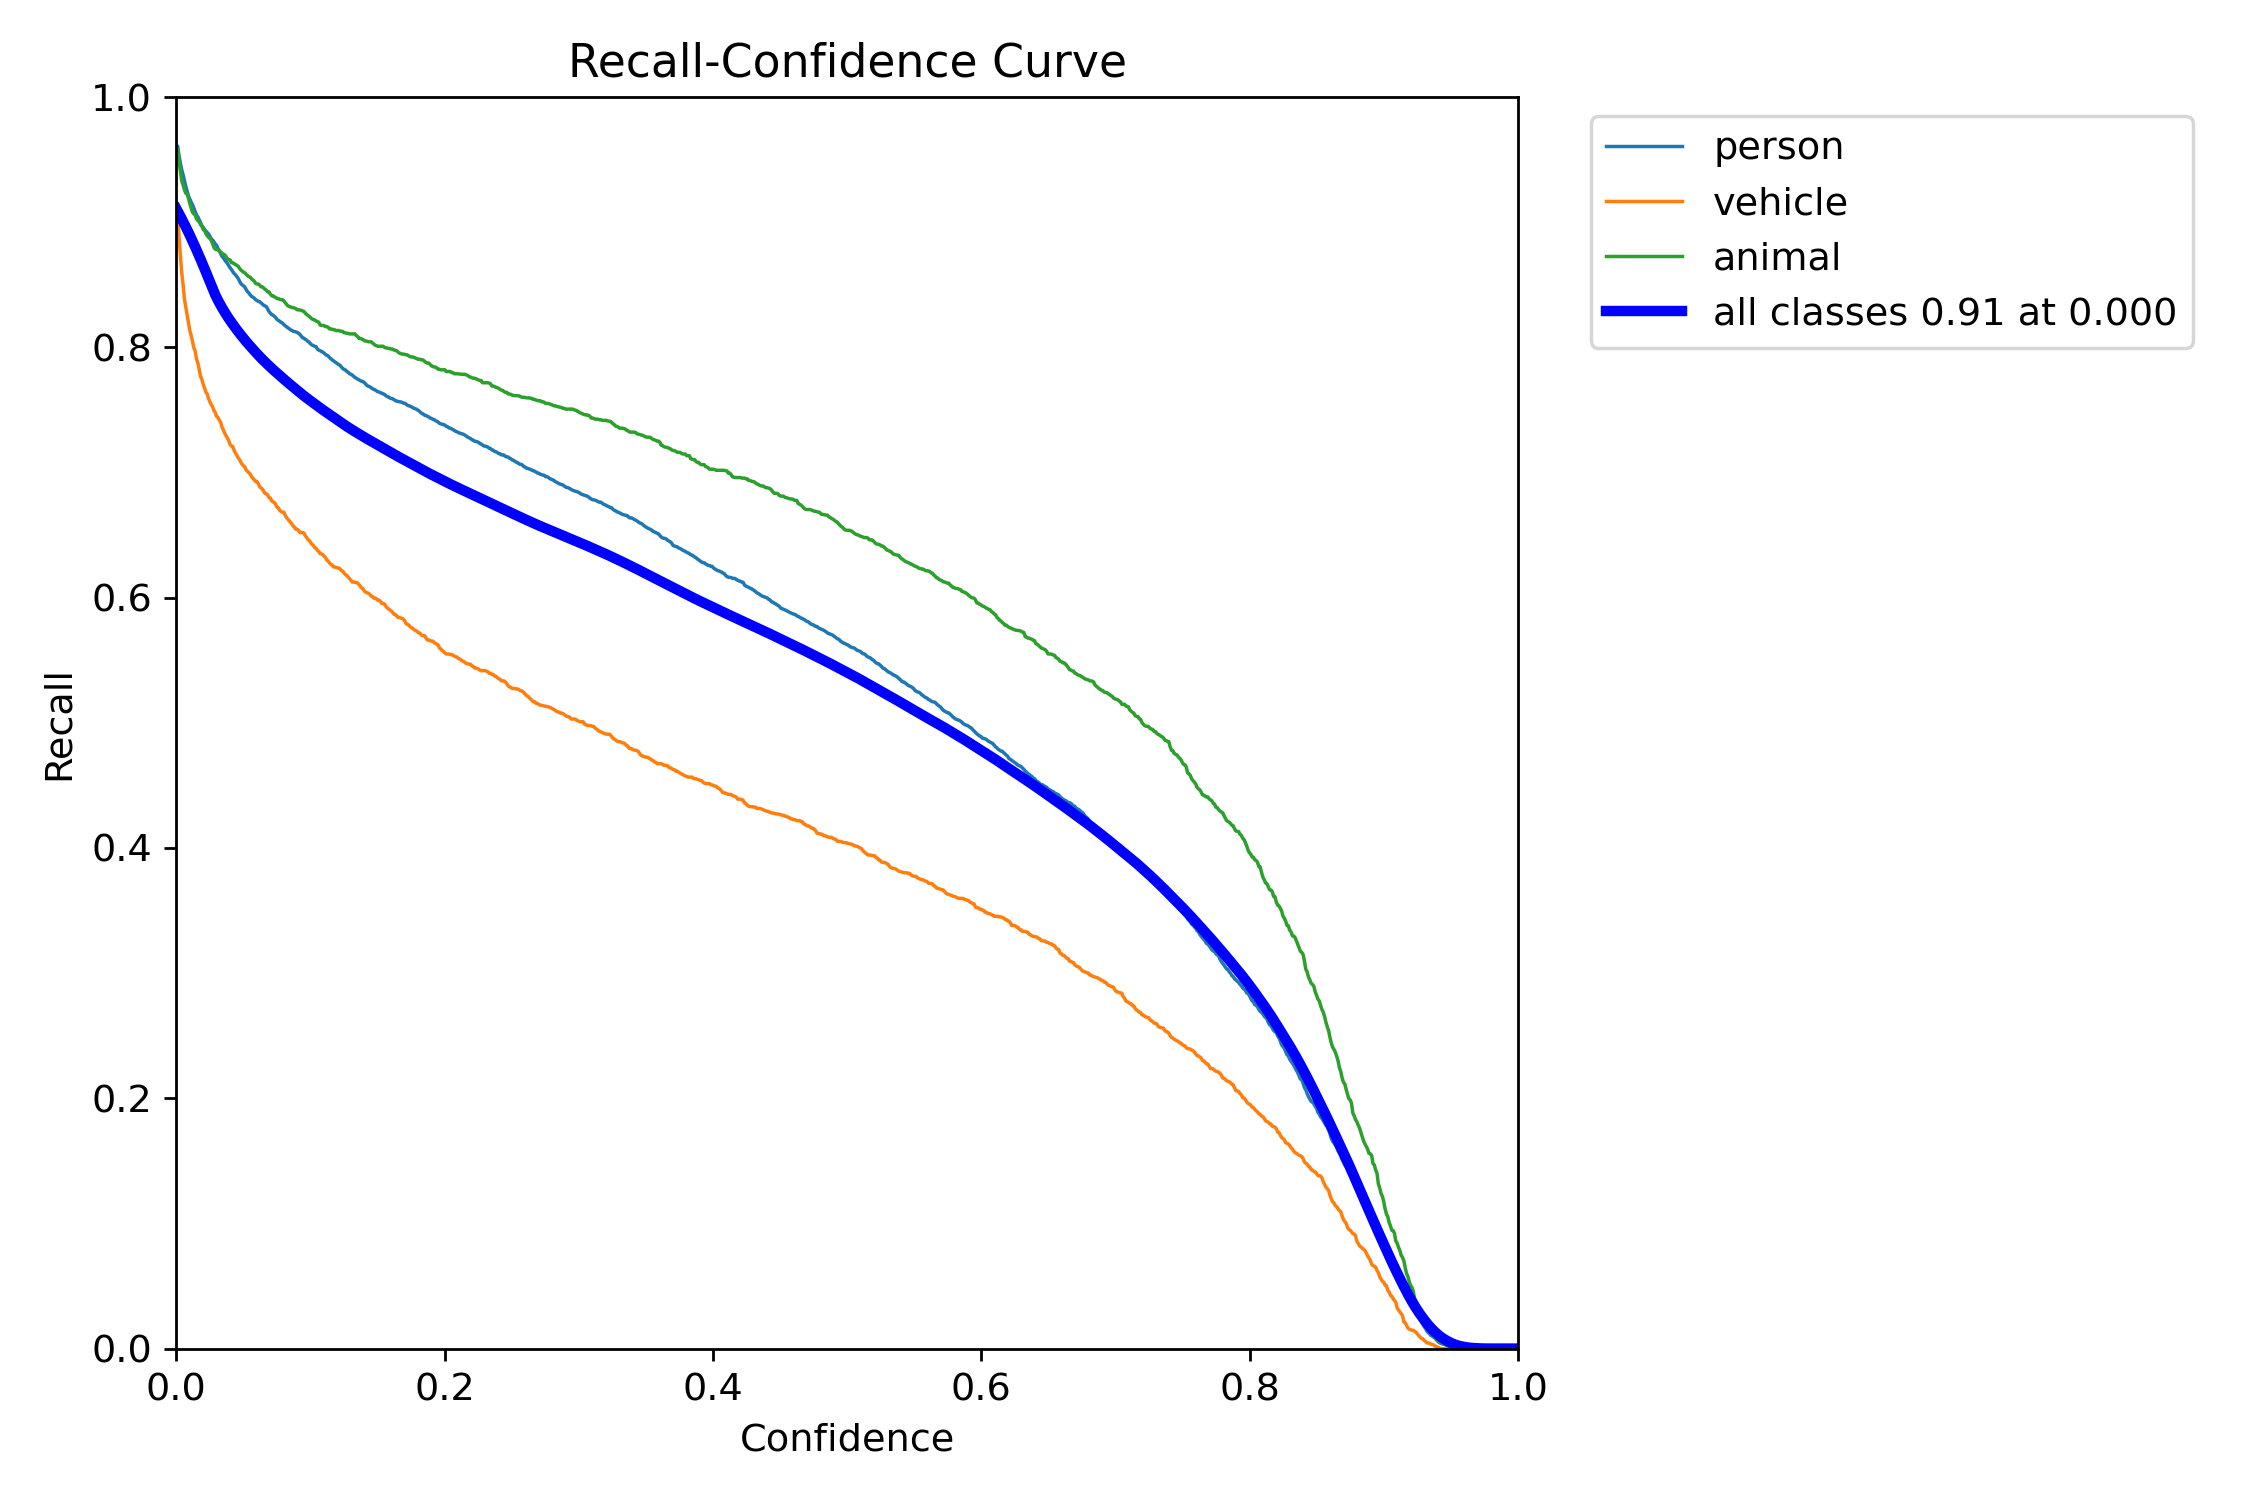 Recall-Confidence Curve
1.0
0.8
0.6
0.4
0.2
0.0
Recall
0.0 0.2 0.4 0.6 0.8 1.0
Confidence
person
vehicle
animal
all classes 0.91 at 0.000